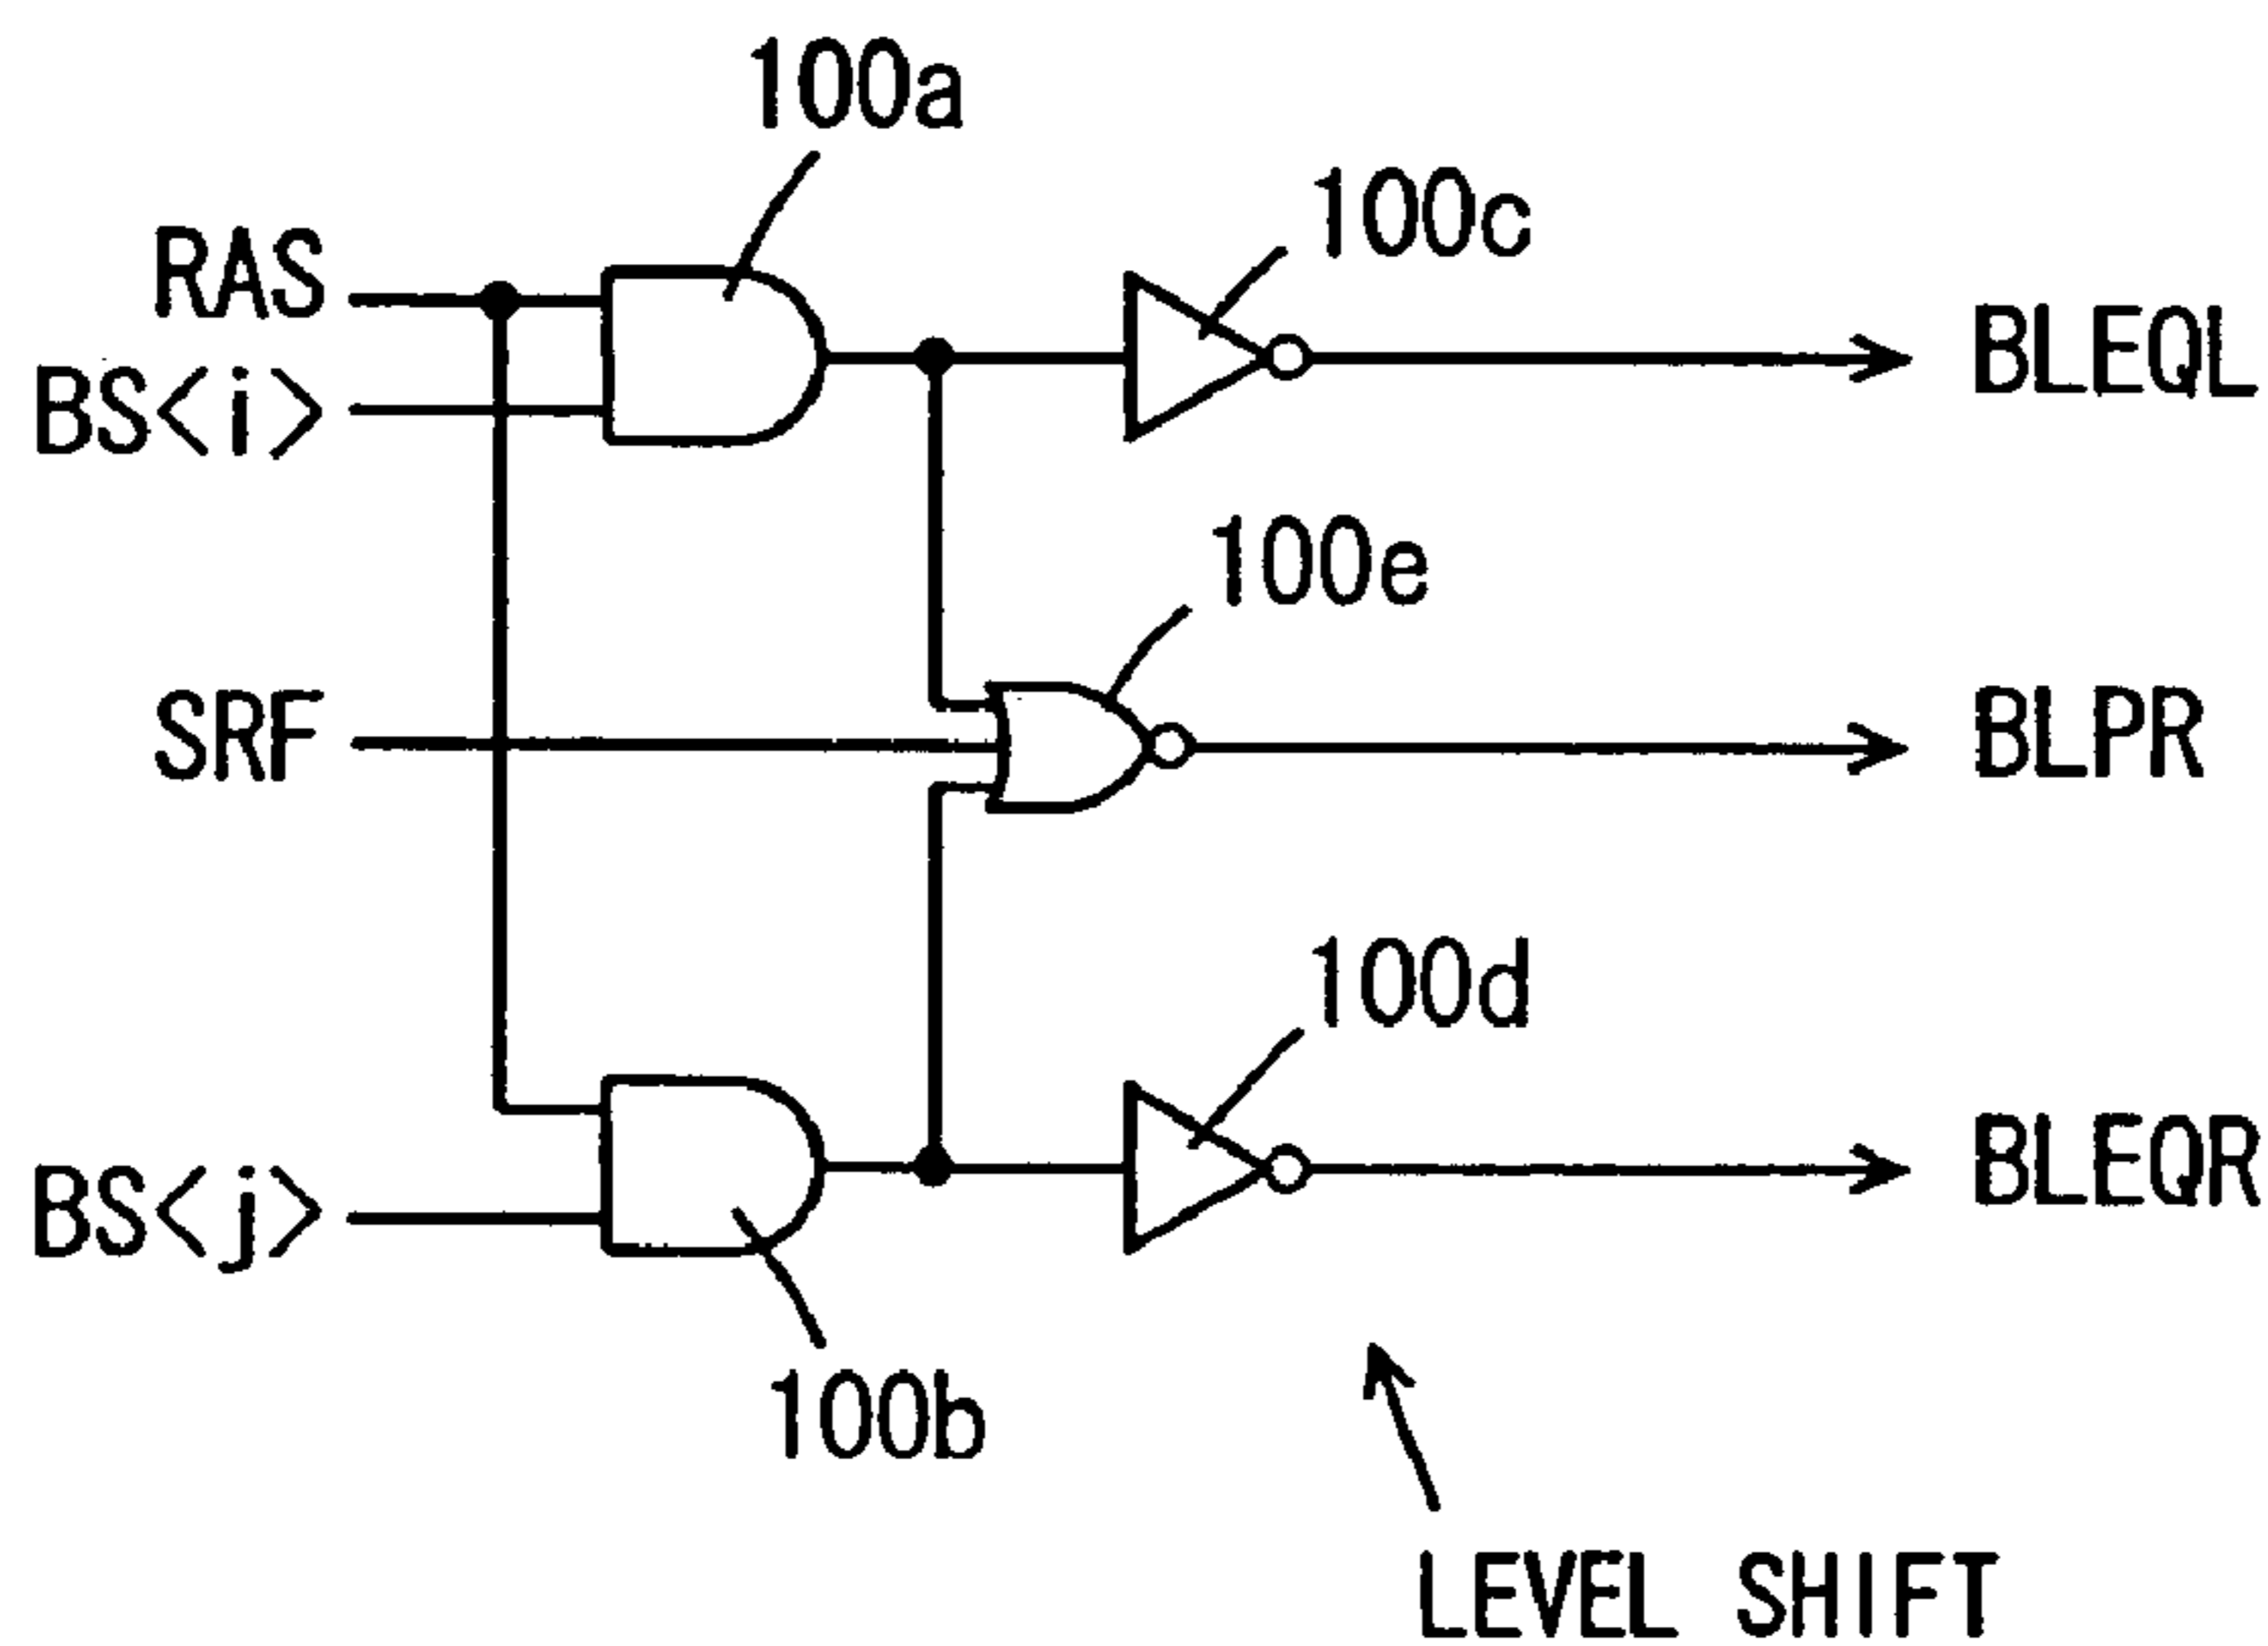 100a
100c
RAS
BLEQL
BS<i>
100e
SRF
BLPR
100d
BS<j>
BLEQR
100b
LEVEL SHIFT